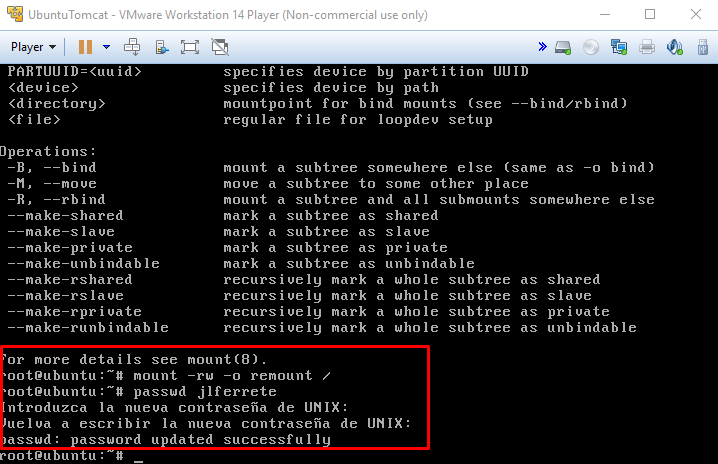 UbuntuTomcat - VMware Workstation 14 Player (Non-commercial use only)
Player
PARTUUID=<uuid> specifies device by partition UUID
<device> specifies device by path
<directory> mountpoint for bind mounts (see --bind/rbind)
<file> regular file for loopdev setup
Operations:
-B, --bind mount a subtree somewhere else (same as -o bind)
-M, --move move a subtree to some other place
-R, --rbind mount a subtree and all submounts somewhere else
--make-shared mark a subtree as shared
--make-slave mark a subtree as slave
--make-private mark a subtree as private
--make-unbindable mark a subtree as unbindable
--make-rshared recursively mark a whole subtree as shared
--make-rslave recursively mark a whole subtree as slave
--make-rprivate recursively mark a whole subtree as private
--make-runbindable recursively mark a whole subtree as unbindable
For more details see mount(8).
root@ubuntu:~# mount -rw -o remount /
root@ubuntu:~# passwd jlferrete
Introduzca la nueva contraseña de UNIX:
Vuelva a escribir la nueva contraseña de UNIX:
passwd: password updated successfully
root@ubuntu:~# _